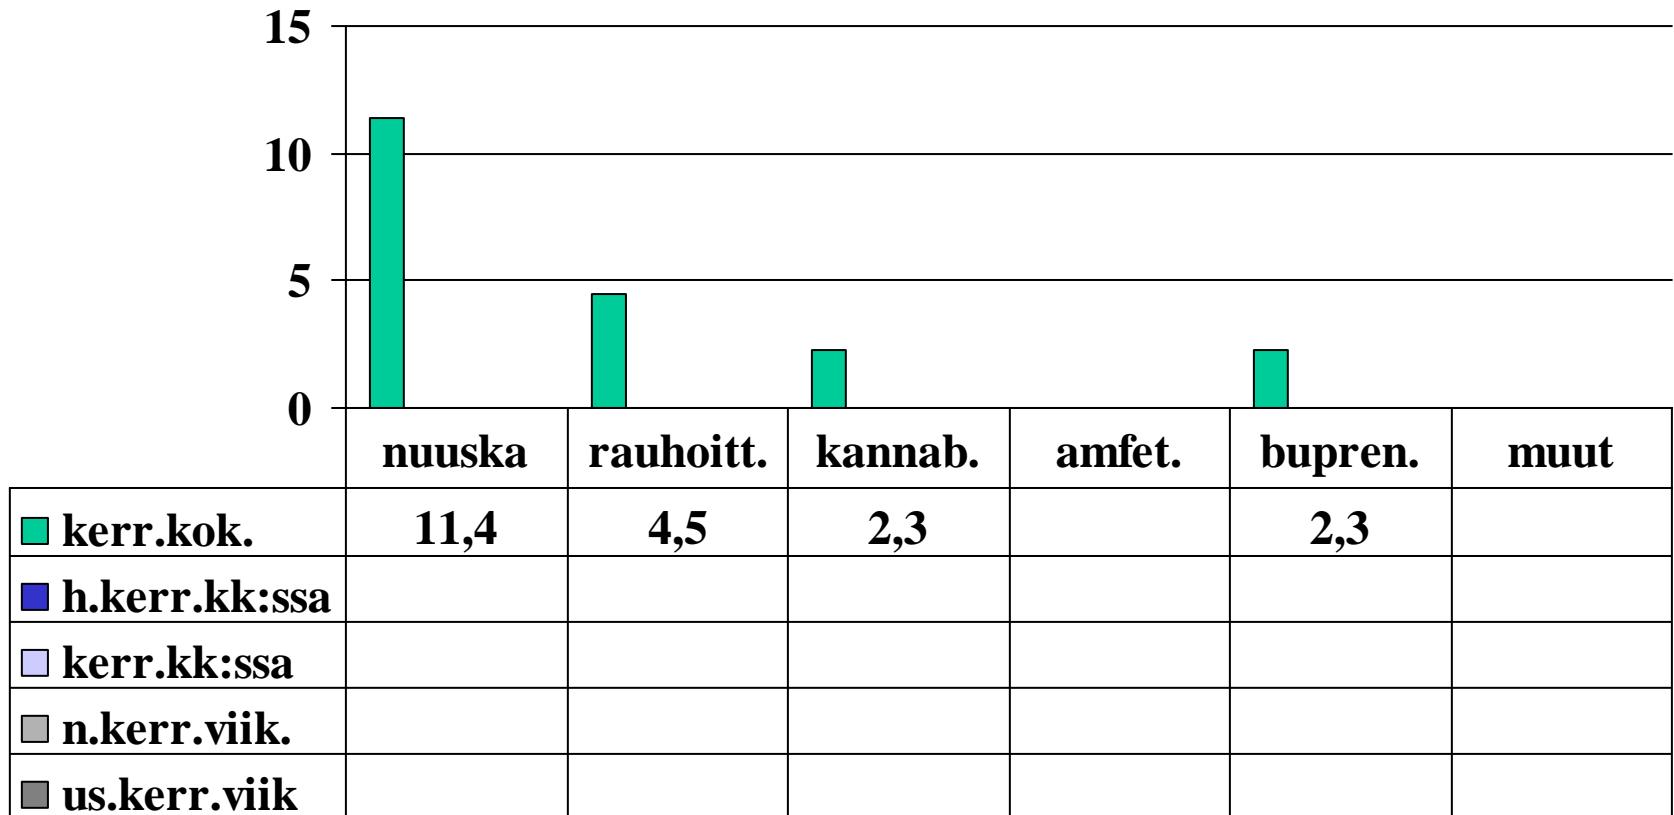 15
10
5
0
nuuska rauhoitt. kannab. amfet. bupren. muut
kerr.kok. 11,4 4,5 2,3 2,3
h.kerr.kk:ssa
kerr.kk:ssa
n.kerr.viik.
us.kerr.viik